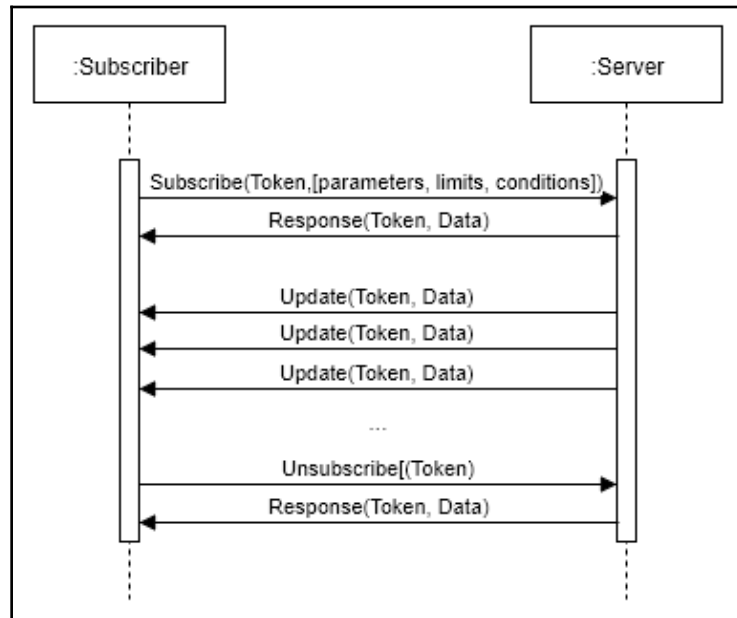 :Subscriber
:Server
Subscribe(Token,[parameters, limits, conditions])
Response(Token, Data)
Update(Token, Data)
Update(Token, Data)
Update(Token, Data)
...
Unsubscribe[(Token)
Response(Token, Data)